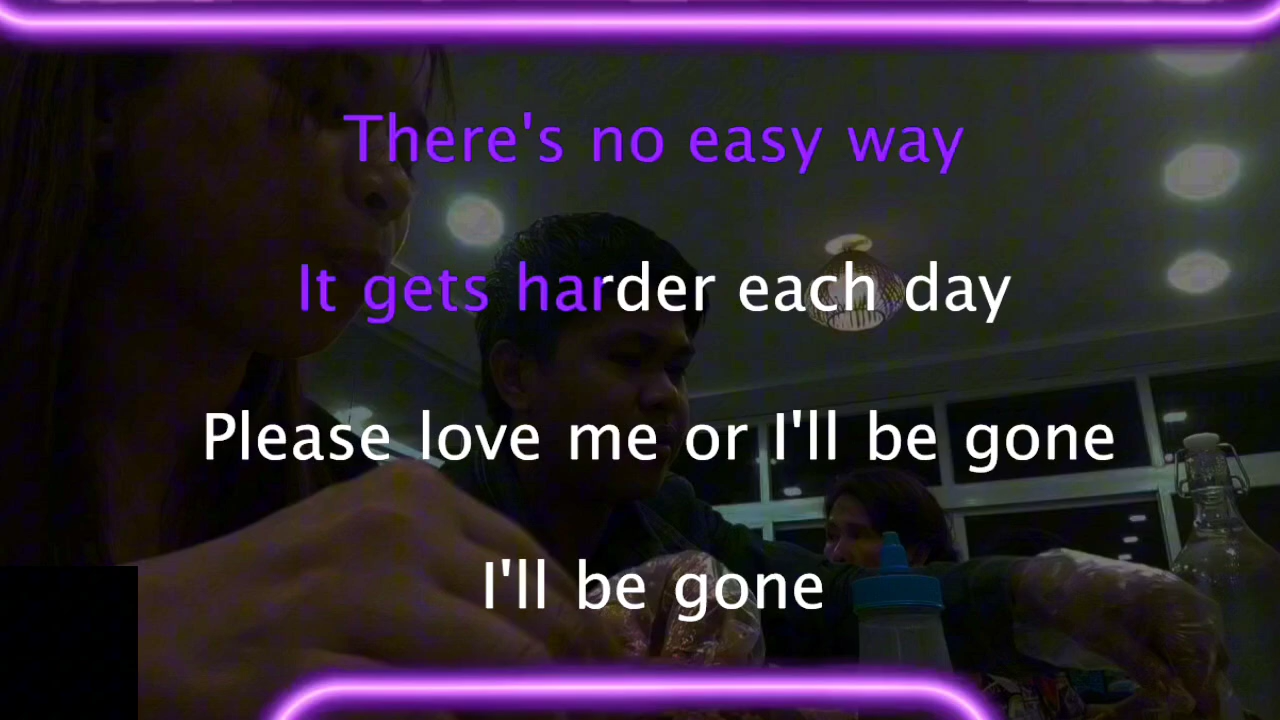 There's no easy way
It gets harder each day
Please love me or I'll be gone
I'll be gone